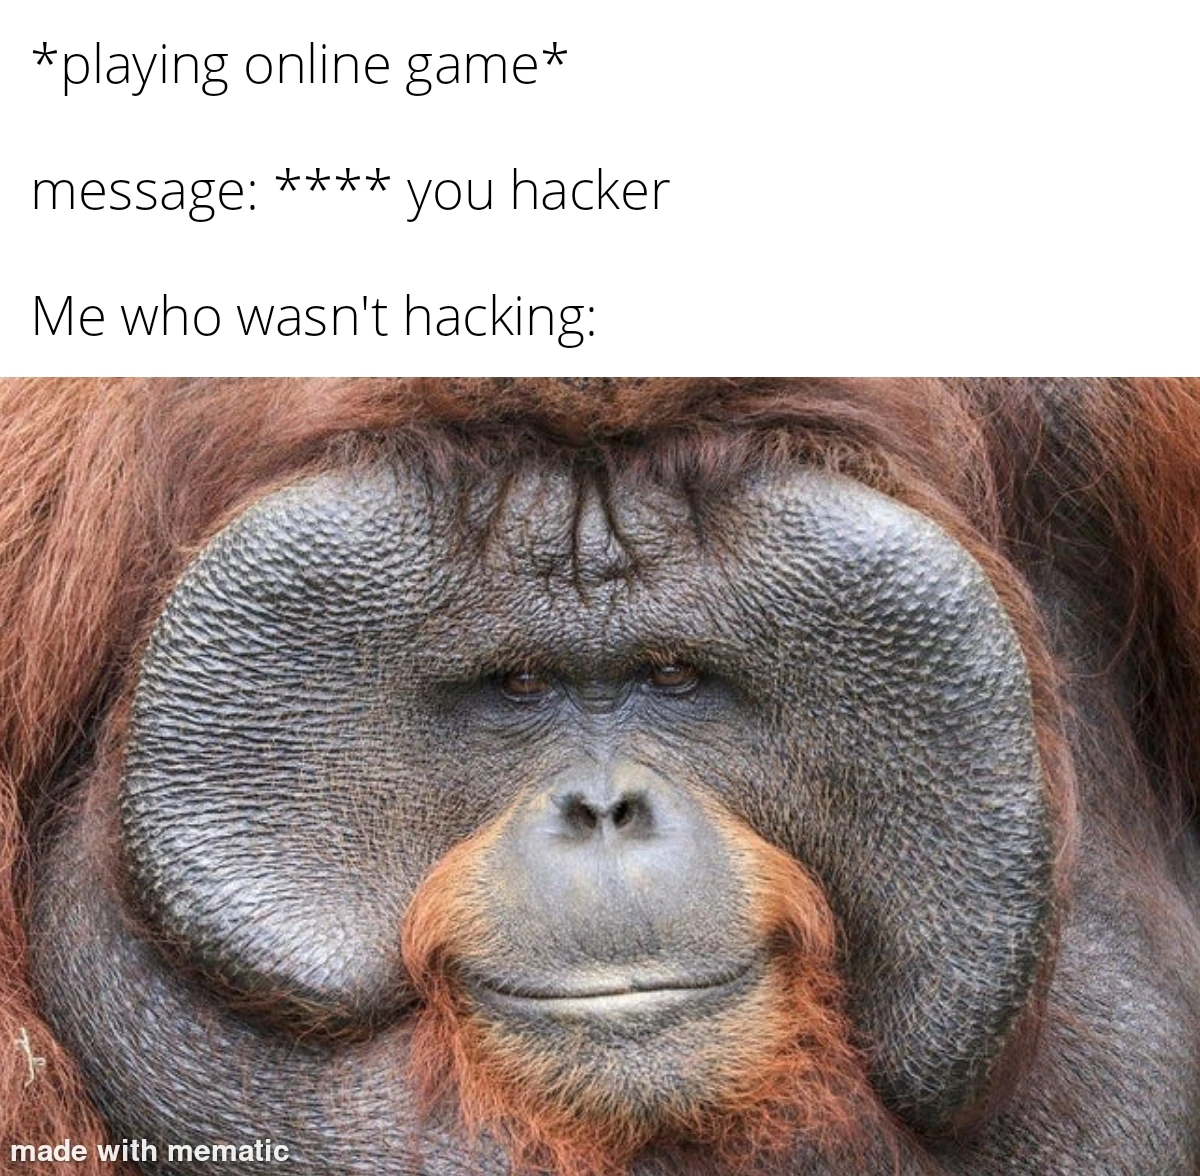 *playing online game*
message: **** you hacker
Me who wasn't hacking:
made with mematic